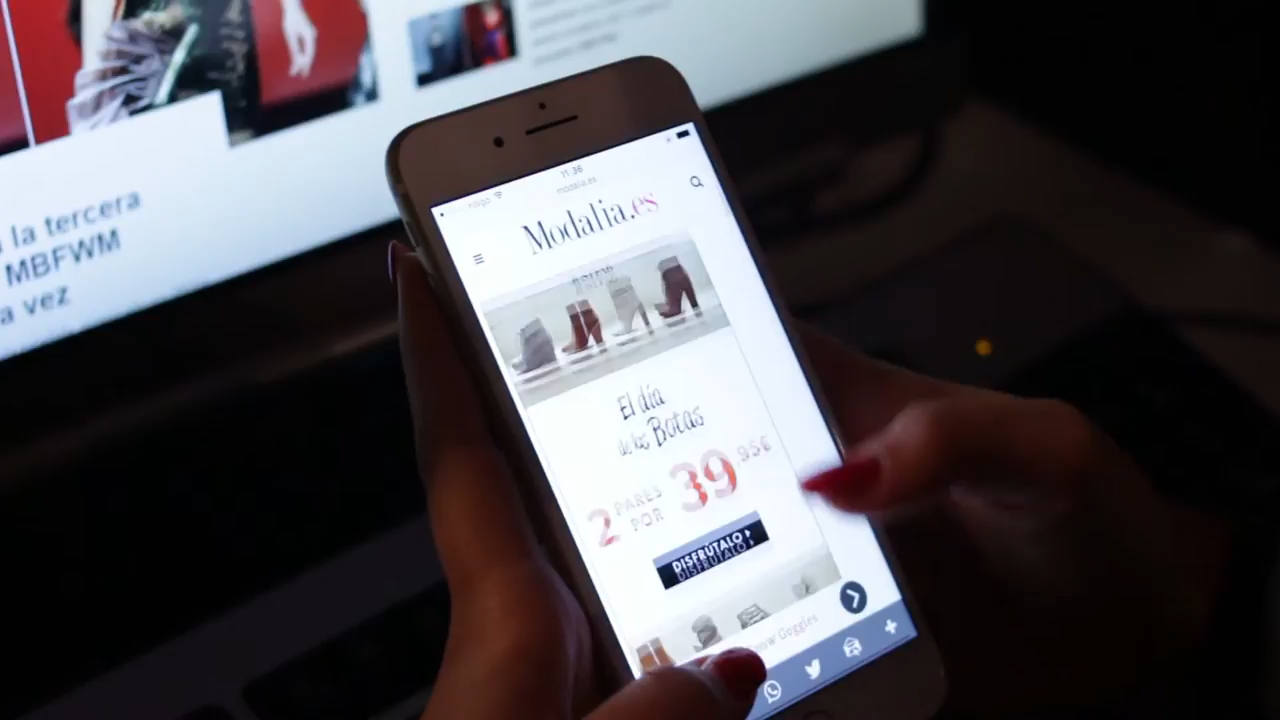 la tercera
MBFWM
a vez
11:36
modalia.es
Modalia.es
El día
de las Botas
2 PARES
POR
39,95€
DISFRÚTALO
Goggles